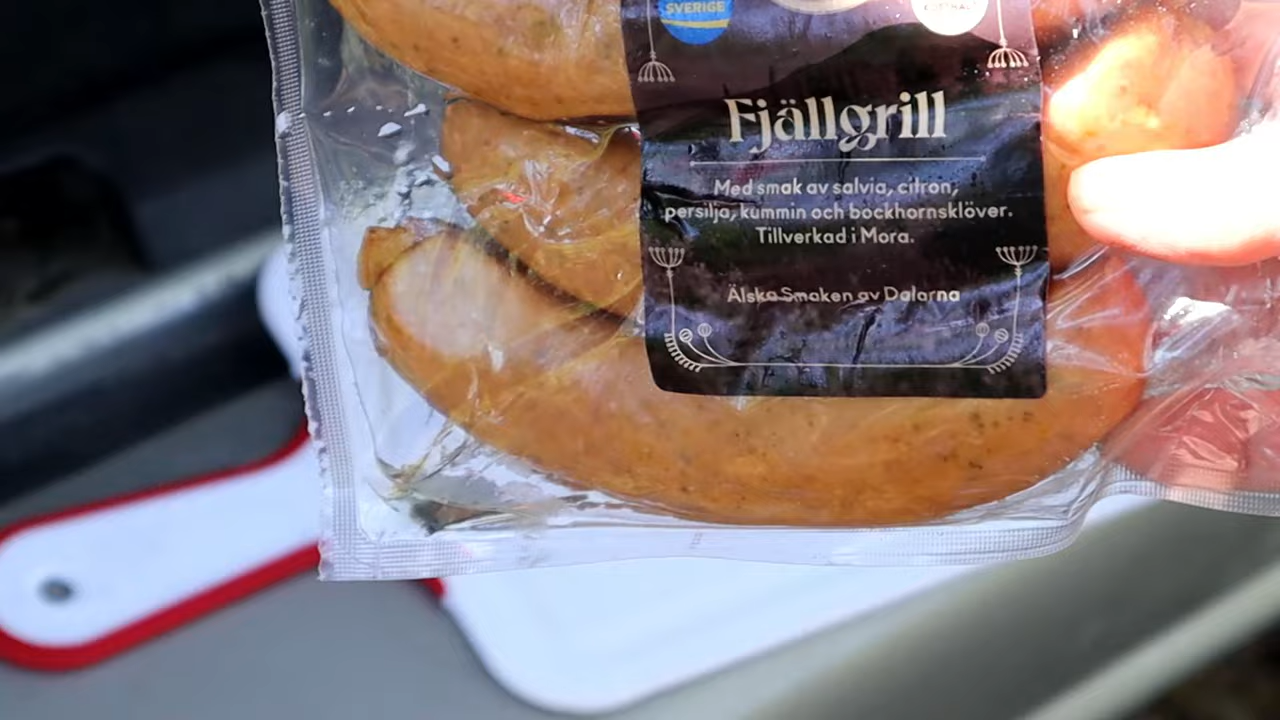 SVERIGE
Fjällgrill
Med smak av salvia, citron,
persilja, kummin och bockhornsklöver.
Tillverkad i Mora.
Älska Smaken av Dalarna